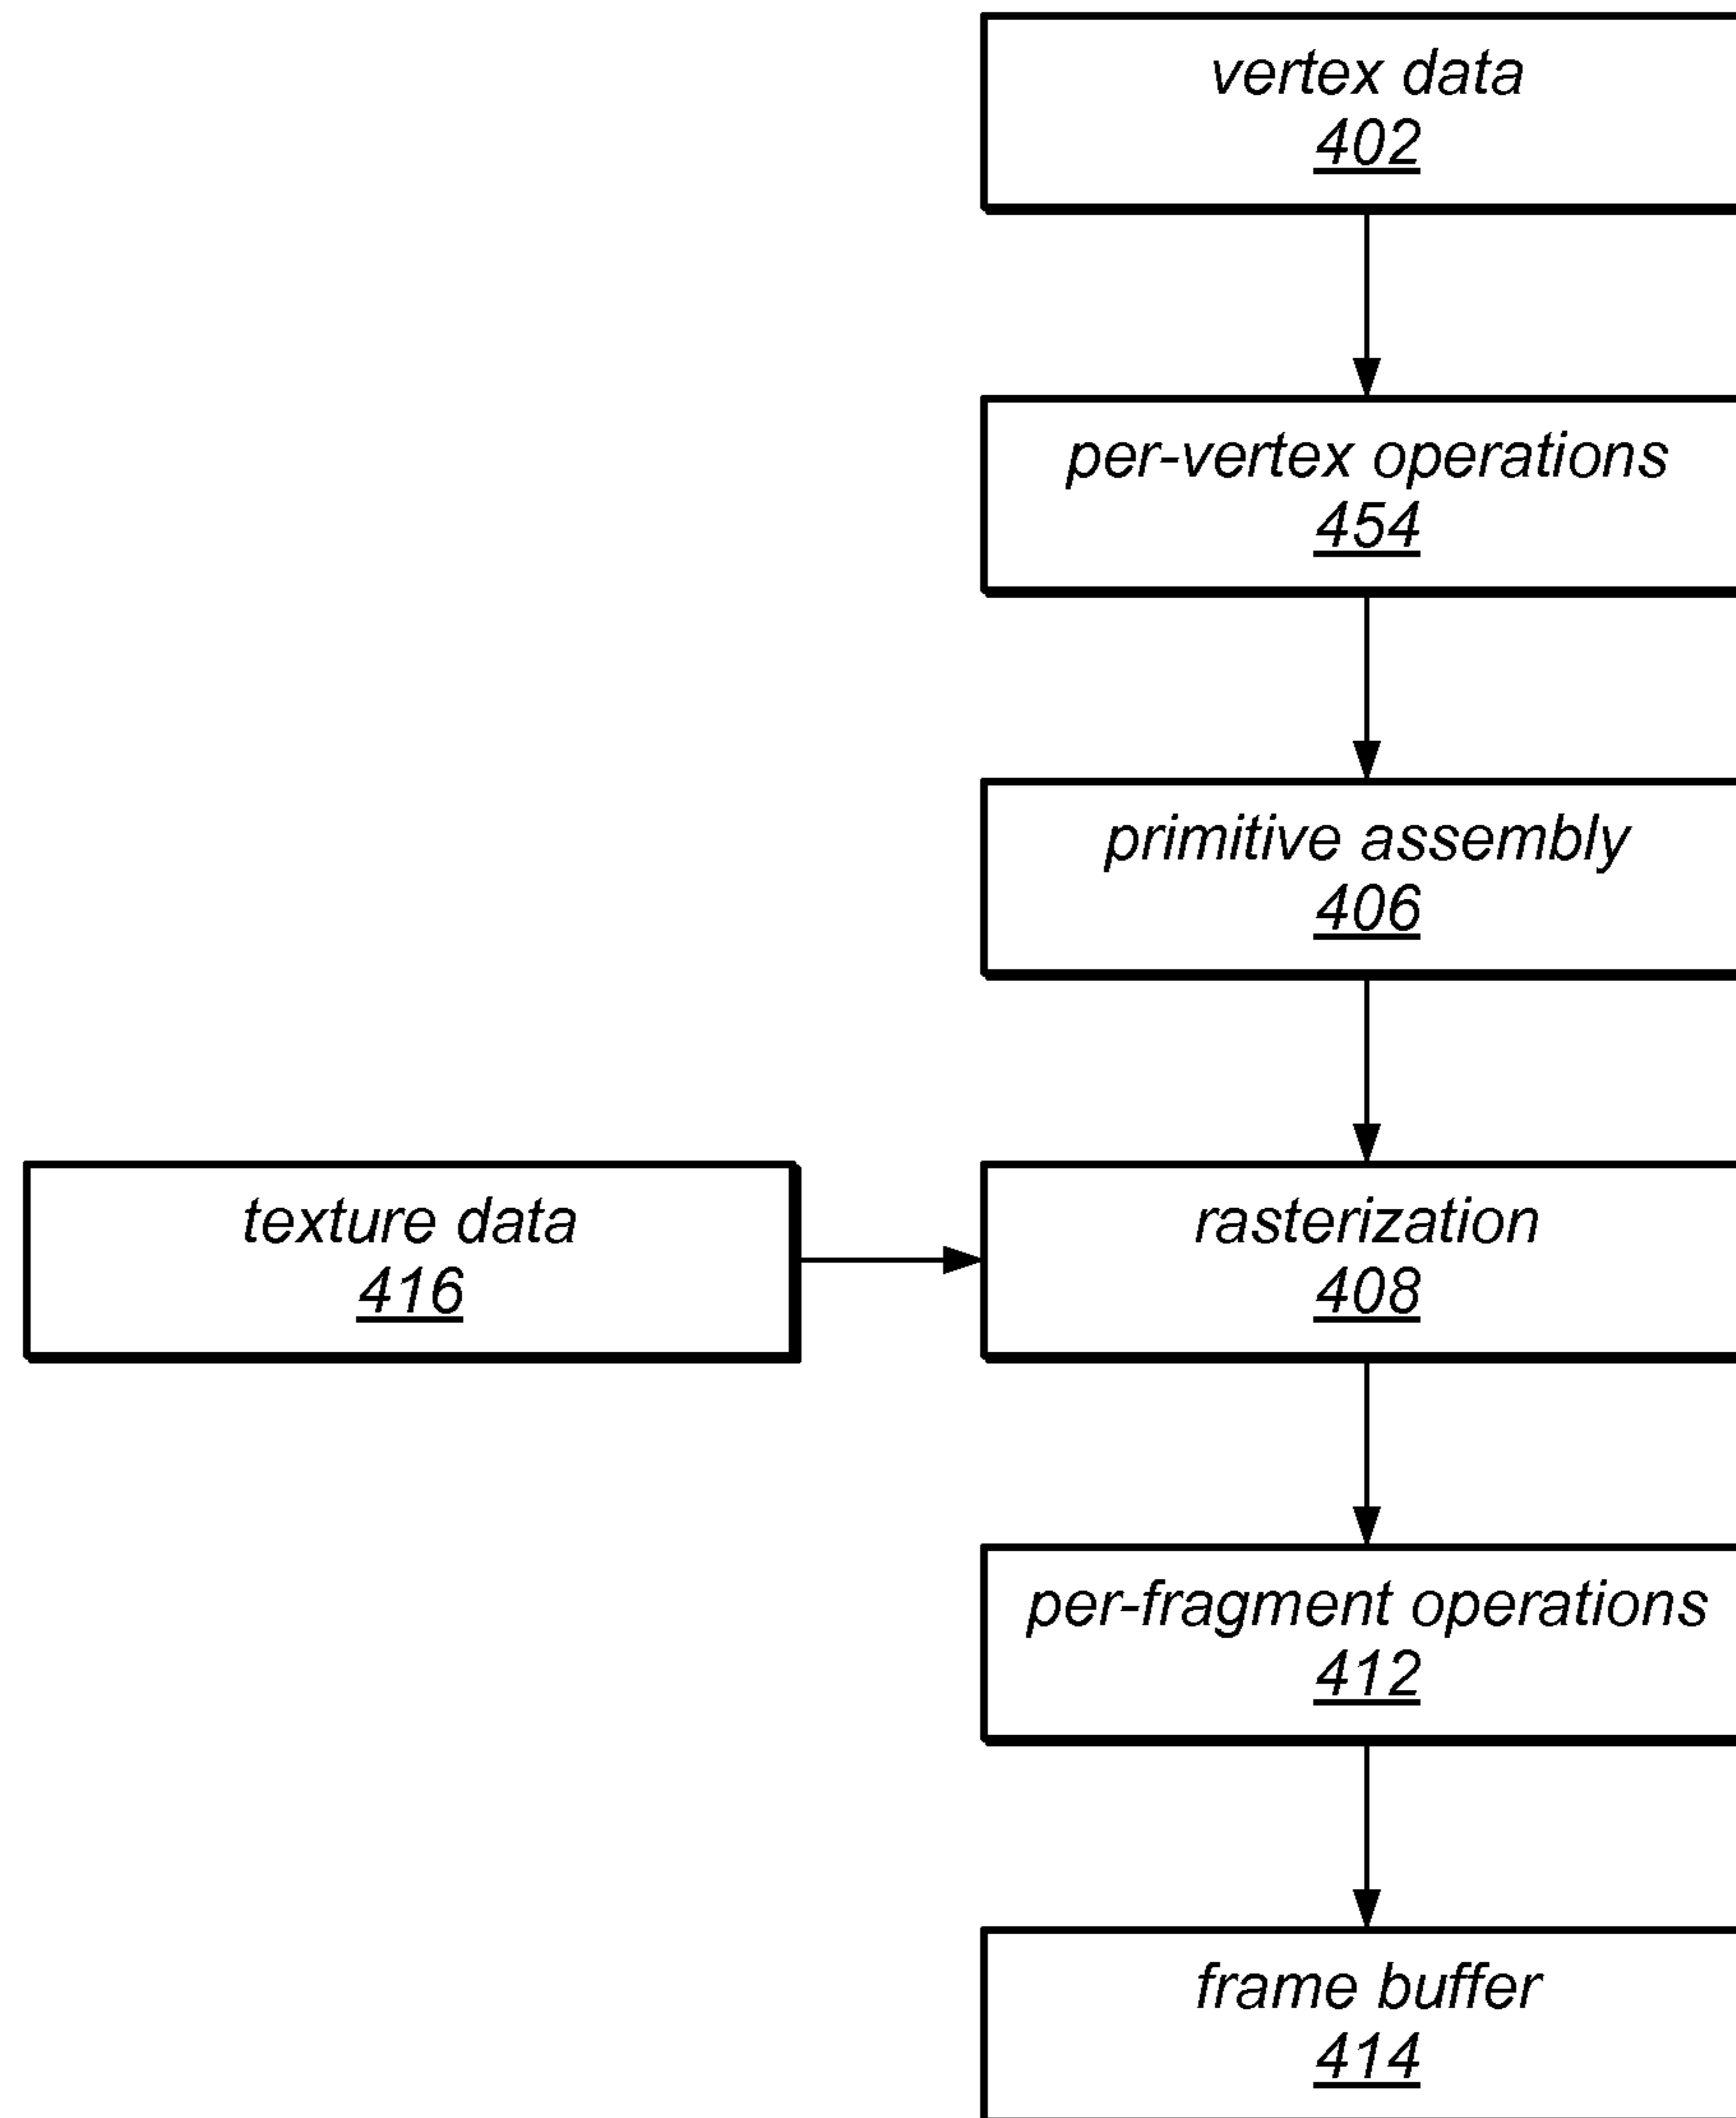 vertex data
402
per-vertex operations
454
primitive assembly
406
texture data
416
rasterization
408
per-fragment operations
412
frame buffer
414